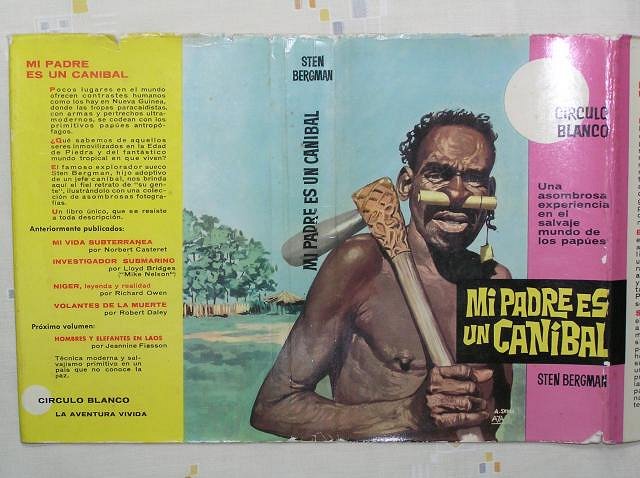 MI PADRE
ES UN CANIBAL
Pocos lugares en el mundo
ofrecen contrastes humanos
como los hay en Nueva Guinea,
donde las tropas paracaidistas,
con armas y pertrechos ultra-
modernos, se codean con los
primitivos papúes antropó-
fagos.
¿Qué sabemos de aquellos
seres inmovilizados en la Edad
de Piedra y del fantástico
mundo tropical en que viven?
El famoso explorador sueco
Sten Bergman, hijo adoptivo
de un jefe caníbal, nos brinda
aquí el fiel retrato de "su gen-
te", ilustrándolo con una colec-
ción de asombrosas fotogra-
fías.
Un libro único, que se resiste
a toda descripción.
Anteriormente publicados:
MI VIDA SUBTERRANEA
por Norbert Casteret
INVESTIGADOR SUBMARINO
por Lloyd Bridges
("Mike Nelson")
NIGER, leyenda y realidad
por Richard Owen
VOLANTES DE LA MUERTE
por Robert Daley
Próximo volumen:
HOMBRES Y ELEFANTES EN LAOS
por Jeannine Fiasson
Técnica moderna y sal-
vajismo primitivo en un
país que no conoce la
paz.
CIRCULO BLANCO
LA AVENTURA VIVIDA
STEN
BERGMAN
MI PADRE ES UN CANIBAL
CIRCULO
BLANCO
Una
asombrosa
experiencia
en el
salvaje
mundo de
los papúes
MI PADRE ES
UN CANIBAL
STEN BERGMAN